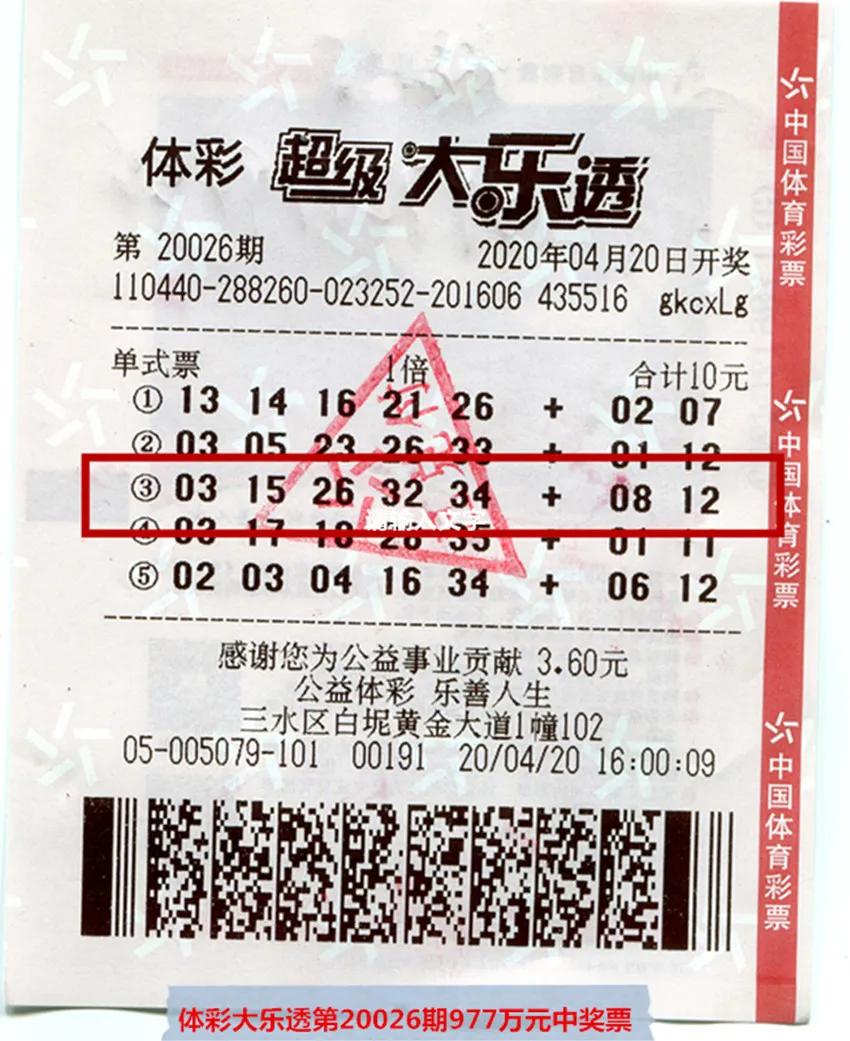 体彩 超级大乐透
第 20026期 2020年04月20日开奖
110440-288260-023252-201606 435516 gkcxLg
单式票 1倍 合计10元
① 13 14 16 21 26 + 02 07
② 03 05 23 26 33 + 01 12
③ 03 15 26 32 34 + 08 12
④ 03 17 18 28 35 + 01 11
⑤ 02 03 04 16 34 + 06 12
感谢您为公益事业贡献 3.60元
公益体彩 乐善人生
三水区白坭黄金大道1幢102
05-005079-101 00191 20/04/20 16:00:09
中国体育彩票
中国体育彩票
中国体育彩票
体彩大乐透第20026期977万元中奖票